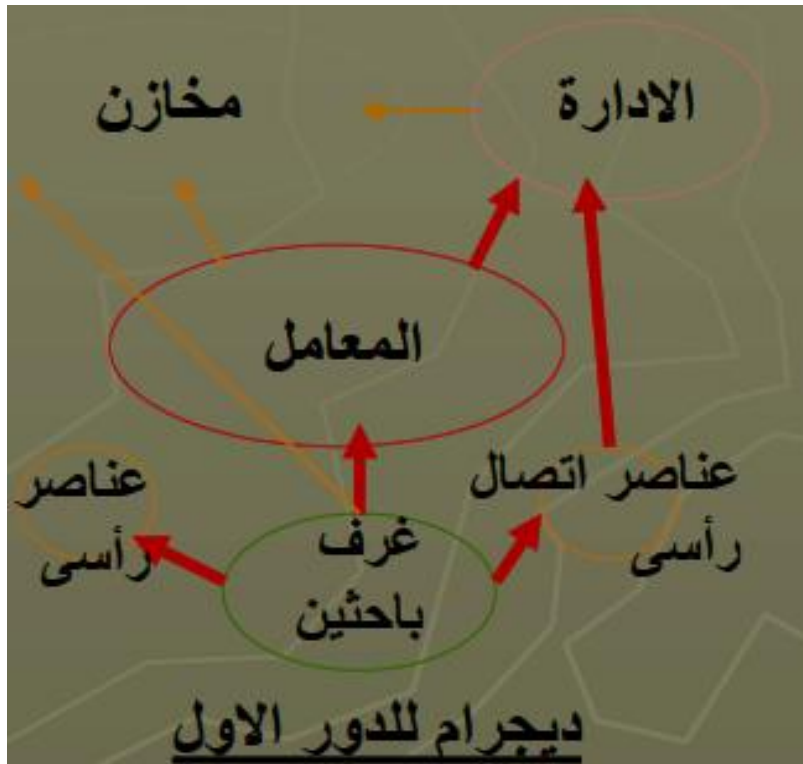 الادارة
مخازن
المعامل
عناصر اتصال
رأسى
غرف
باحثين
عناصر
رأسى
ديجرام للدور الاول